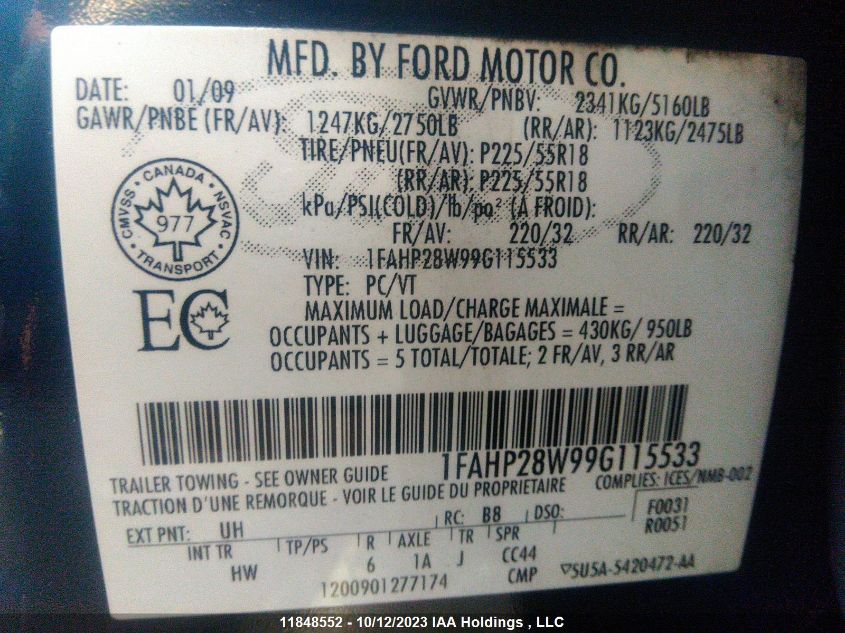 MFD. BY FORD MOTOR CO.
DATE: 01/09 GVWR/PNBV: 2341KG/5160LB
GAWR/PNBE (FR/AV): 1247KG/2750LB (RR/AR): 1123KG/2475LB
TIRE/PNEU(FR/AV): P225/55R18
(RR/AR): P225/55R18
kPa/PSI(COLD)/lb/po² (A FROID):
FR/AV: 220/32 RR/AR: 220/32
VIN: 1FAHP28W99G115533
TYPE: PC/VT
MAXIMUM LOAD/CHARGE MAXIMALE =
OCCUPANTS + LUGGAGE/BAGAGES = 430KG/ 950LB
OCCUPANTS = 5 TOTAL/TOTALE; 2 FR/AV, 3 RR/AR
CMVSS · CANADA · NSVAC
977
· TRANSPORT ·
EC
1FAHP28W99G115533
TRAILER TOWING - SEE OWNER GUIDE COMPLIES: ICES/NMB-002
TRACTION D'UNE REMORQUE - VOIR LE GUIDE DU PROPRIETAIRE
EXT PNT: UH RC: B8 DSO: F0031
R0051
INT TR TP/PS R AXLE TR SPR
HW 6 1A J CC44
1200901277174 CMP ▽5U5A-5420472-AA
11848552 - 10/12/2023 IAA Holdings , LLC